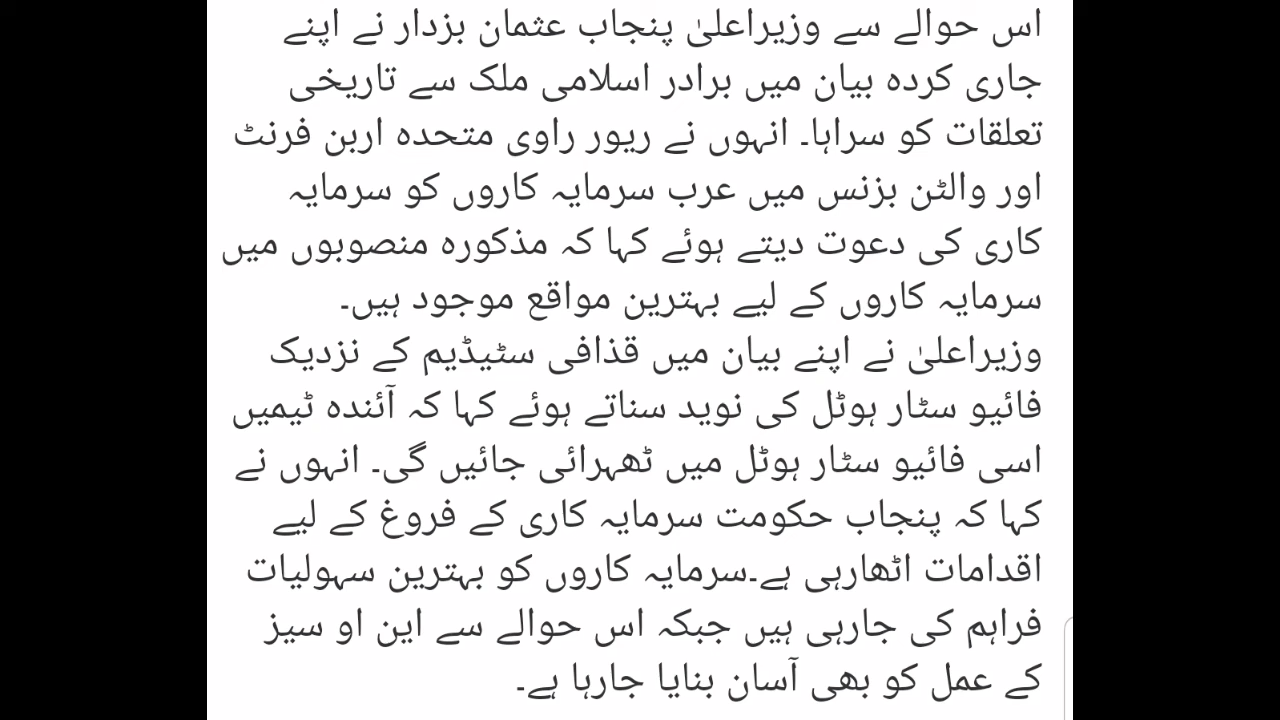 اس حوالے سے وزیراعلیٰ پنجاب عثمان بزدار نے اپنے
جاری کردہ بیان میں برادر اسلامی ملک سے تاریخی
تعلقات کو سراہا۔ انہوں نے ریور راوی متحدہ اربن فرنٹ
اور والٹن بزنس میں عرب سرمایہ کاروں کو سرمایہ
کاری کی دعوت دیتے ہوئے کہا کہ مذکورہ منصوبوں میں
سرمایہ کاروں کے لیے بہترین مواقع موجود ہیں۔
وزیراعلیٰ نے اپنے بیان میں قذافی سٹیڈیم کے نزدیک
فائیو سٹار ہوٹل کی نوید سناتے ہوئے کہا کہ آئندہ ٹیمیں
اسی فائیو سٹار ہوٹل میں ٹھہرائی جائیں گی۔ انہوں نے
کہا کہ پنجاب حکومت سرمایہ کاری کے فروغ کے لیے
اقدامات اٹھارہی ہے۔سرمایہ کاروں کو بہترین سہولیات
فراہم کی جارہی ہیں جبکہ اس حوالے سے این او سیز
کے عمل کو بھی آسان بنایا جارہا ہے۔